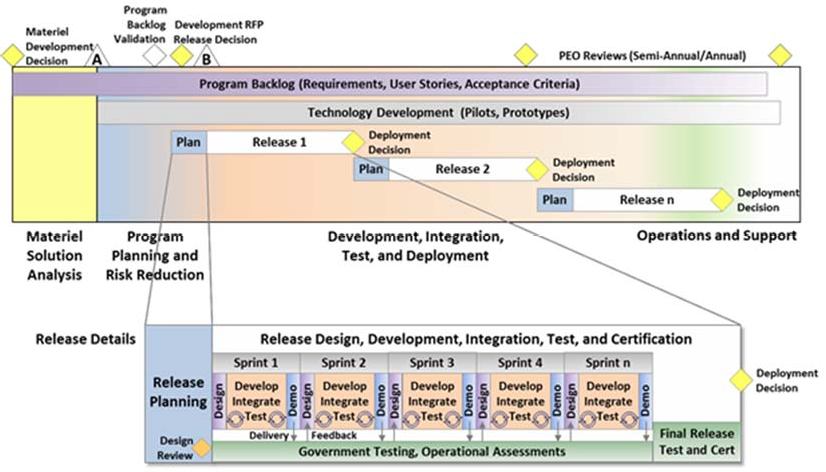 Materiel
Development
Decision
A
Program
Backlog
Validation
Development RFP
Release Decision
B
PEO Reviews (Semi-Annual/Annual)
Program Backlog (Requirements, User Stories, Acceptance Criteria)
Technology Development (Pilots, Prototypes)
Plan
Release 1
Deployment
Decision
Plan
Release 2
Deployment
Decision
Plan
Release n
Deployment
Decision
Materiel
Solution
Analysis
Program
Planning and
Risk Reduction
Development, Integration,
Test, and Deployment
Operations and Support
Release Details
Release Design, Development, Integration, Test, and Certification
Release
Planning
Design
Review
Sprint 1
Sprint 2
Sprint 3
Sprint 4
Sprint n
Design
Develop
Integrate
Test
Demo
Design
Develop
Integrate
Test
Demo
Design
Develop
Integrate
Test
Demo
Design
Develop
Integrate
Test
Demo
Design
Develop
Integrate
Test
Demo
Delivery
Feedback
Government Testing, Operational Assessments
Final Release
Test and Cert
Deployment
Decision